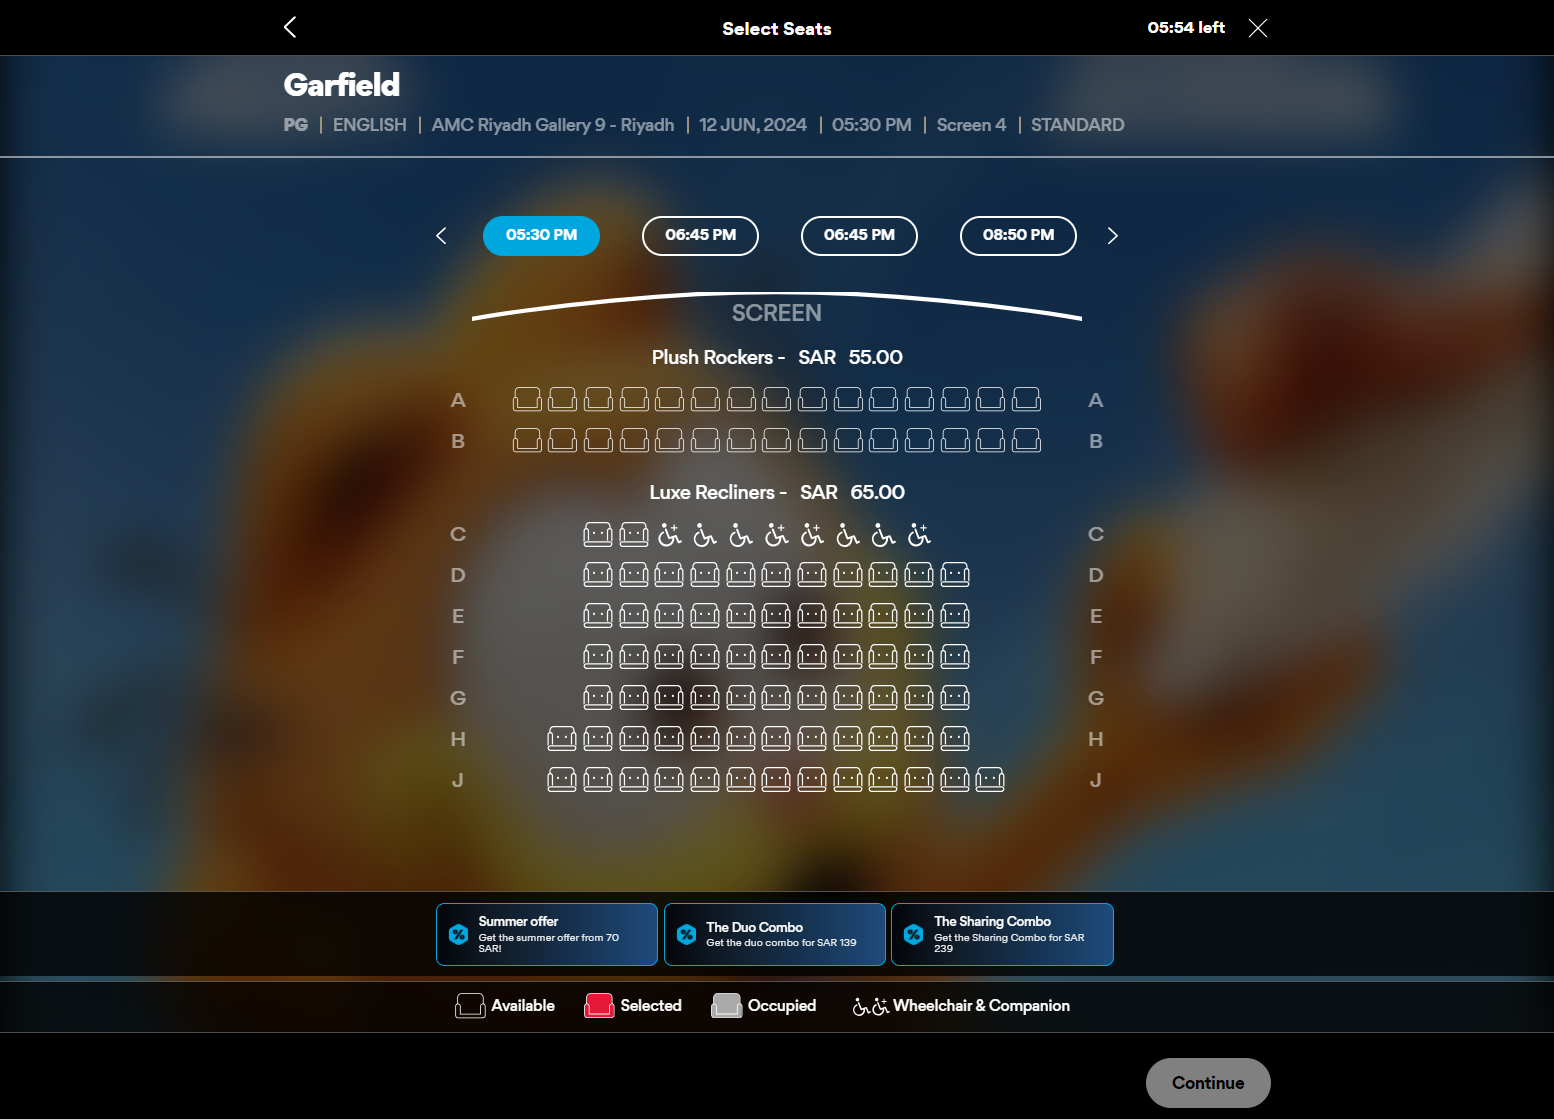 Select Seats
05:54 left
Garfield
PG | ENGLISH | AMC Riyadh Gallery 9 - Riyadh | 12 JUN, 2024 | 05:30 PM | Screen 4 | STANDARD
05:30 PM 06:45 PM 06:45 PM 08:50 PM
SCREEN
Plush Rockers - SAR 55.00
A A
B B
Luxe Recliners - SAR 65.00
C C
D D
E E
F F
G G
H H
J J
Summer offer
Get the summer offer from 70
SAR!
The Duo Combo
Get the duo combo for SAR 139
The Sharing Combo
Get the Sharing Combo for SAR
239
Available Selected Occupied Wheelchair & Companion
Continue